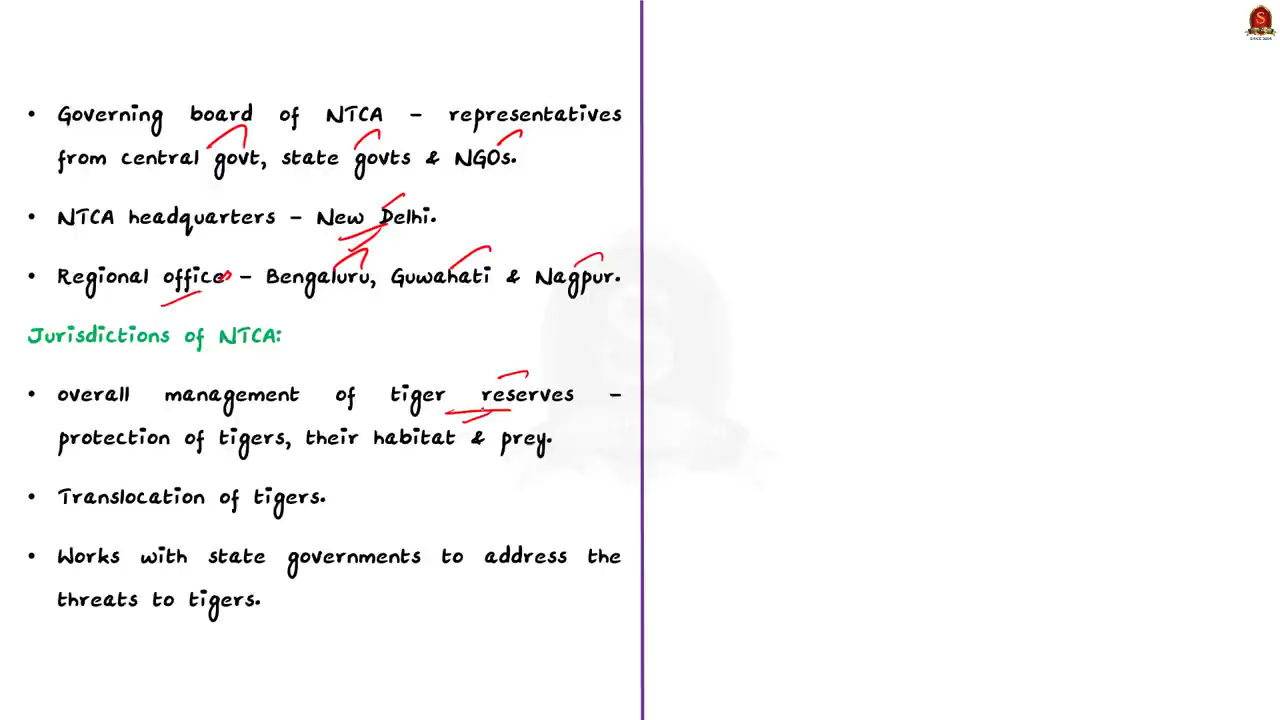 • Governing board of NTCA – representatives
from central govt, state govts & NGOs.
• NTCA headquarters – New Delhi.
• Regional offices – Bengaluru, Guwahati & Nagpur.
Jurisdictions of NTCA:
• overall management of tiger reserves –
protection of tigers, their habitat & prey.
• Translocation of tigers.
• Works with state governments to address the
threats to tigers.
S